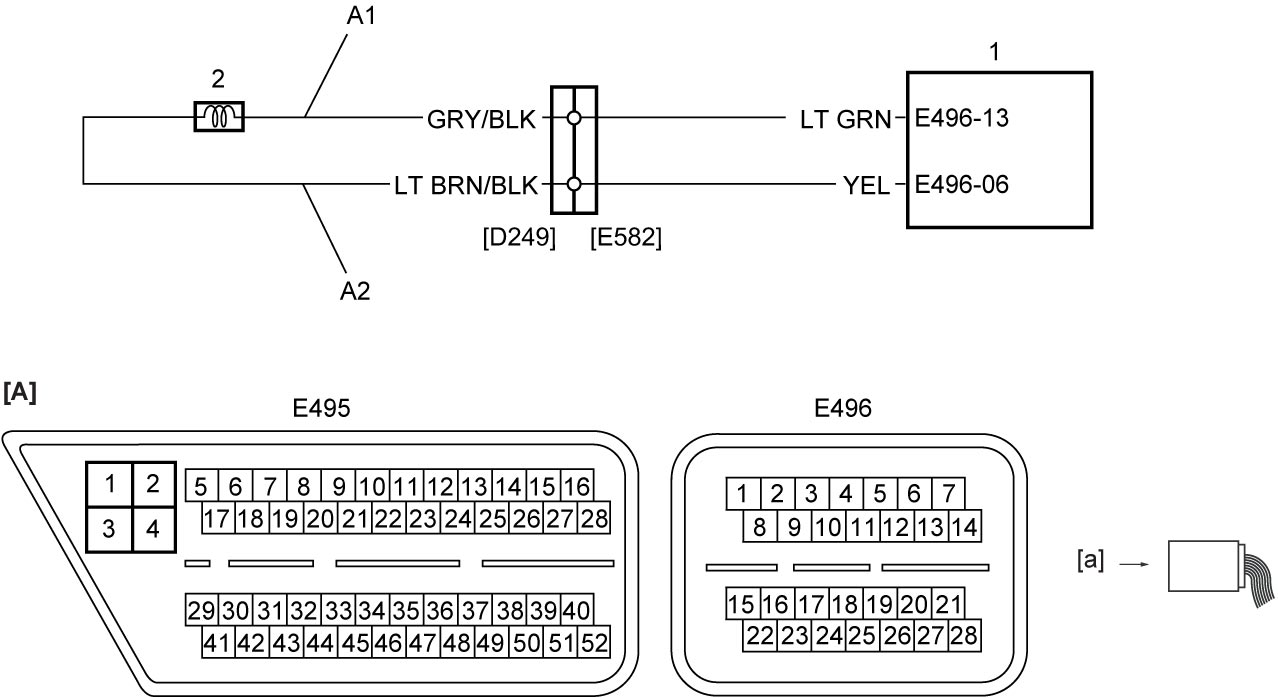 A1
2
1
GRY/BLK
LT GRN
E496-13
LT BRN/BLK
YEL
E496-06
[D249]
[E582]
A2
[A]
E495
E496
1 2
3 4
5 6 7 8 9 10 11 12 13 14 15 16
17 18 19 20 21 22 23 24 25 26 27 28
29 30 31 32 33 34 35 36 37 38 39 40
41 42 43 44 45 46 47 48 49 50 51 52
1 2 3 4 5 6 7
8 9 10 11 12 13 14
15 16 17 18 19 20 21
22 23 24 25 26 27 28
[a]